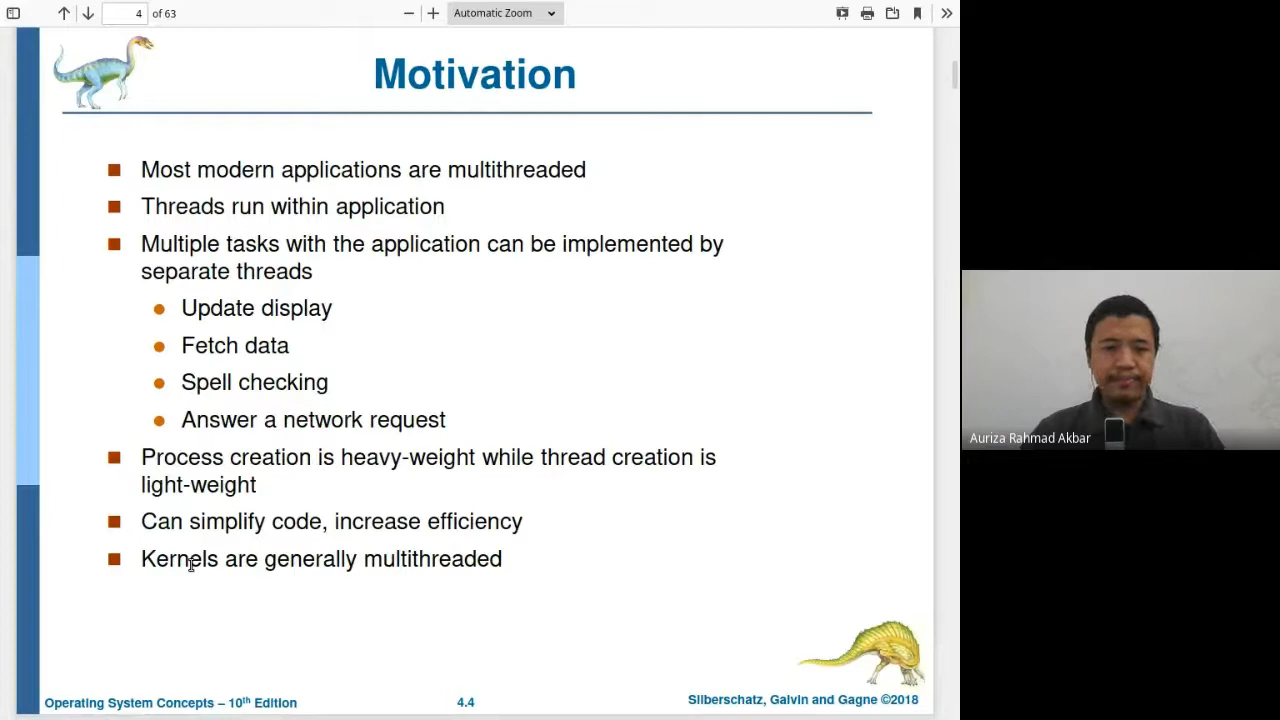 4 of 63
Automatic Zoom
Motivation
Most modern applications are multithreaded
Threads run within application
Multiple tasks with the application can be implemented by
separate threads
Update display
Fetch data
Spell checking
Answer a network request
Process creation is heavy-weight while thread creation is
light-weight
Can simplify code, increase efficiency
Kernels are generally multithreaded
Auriza Rahmad Akbar
Operating System Concepts – 10th Edition
4.4
Silberschatz, Galvin and Gagne ©2018